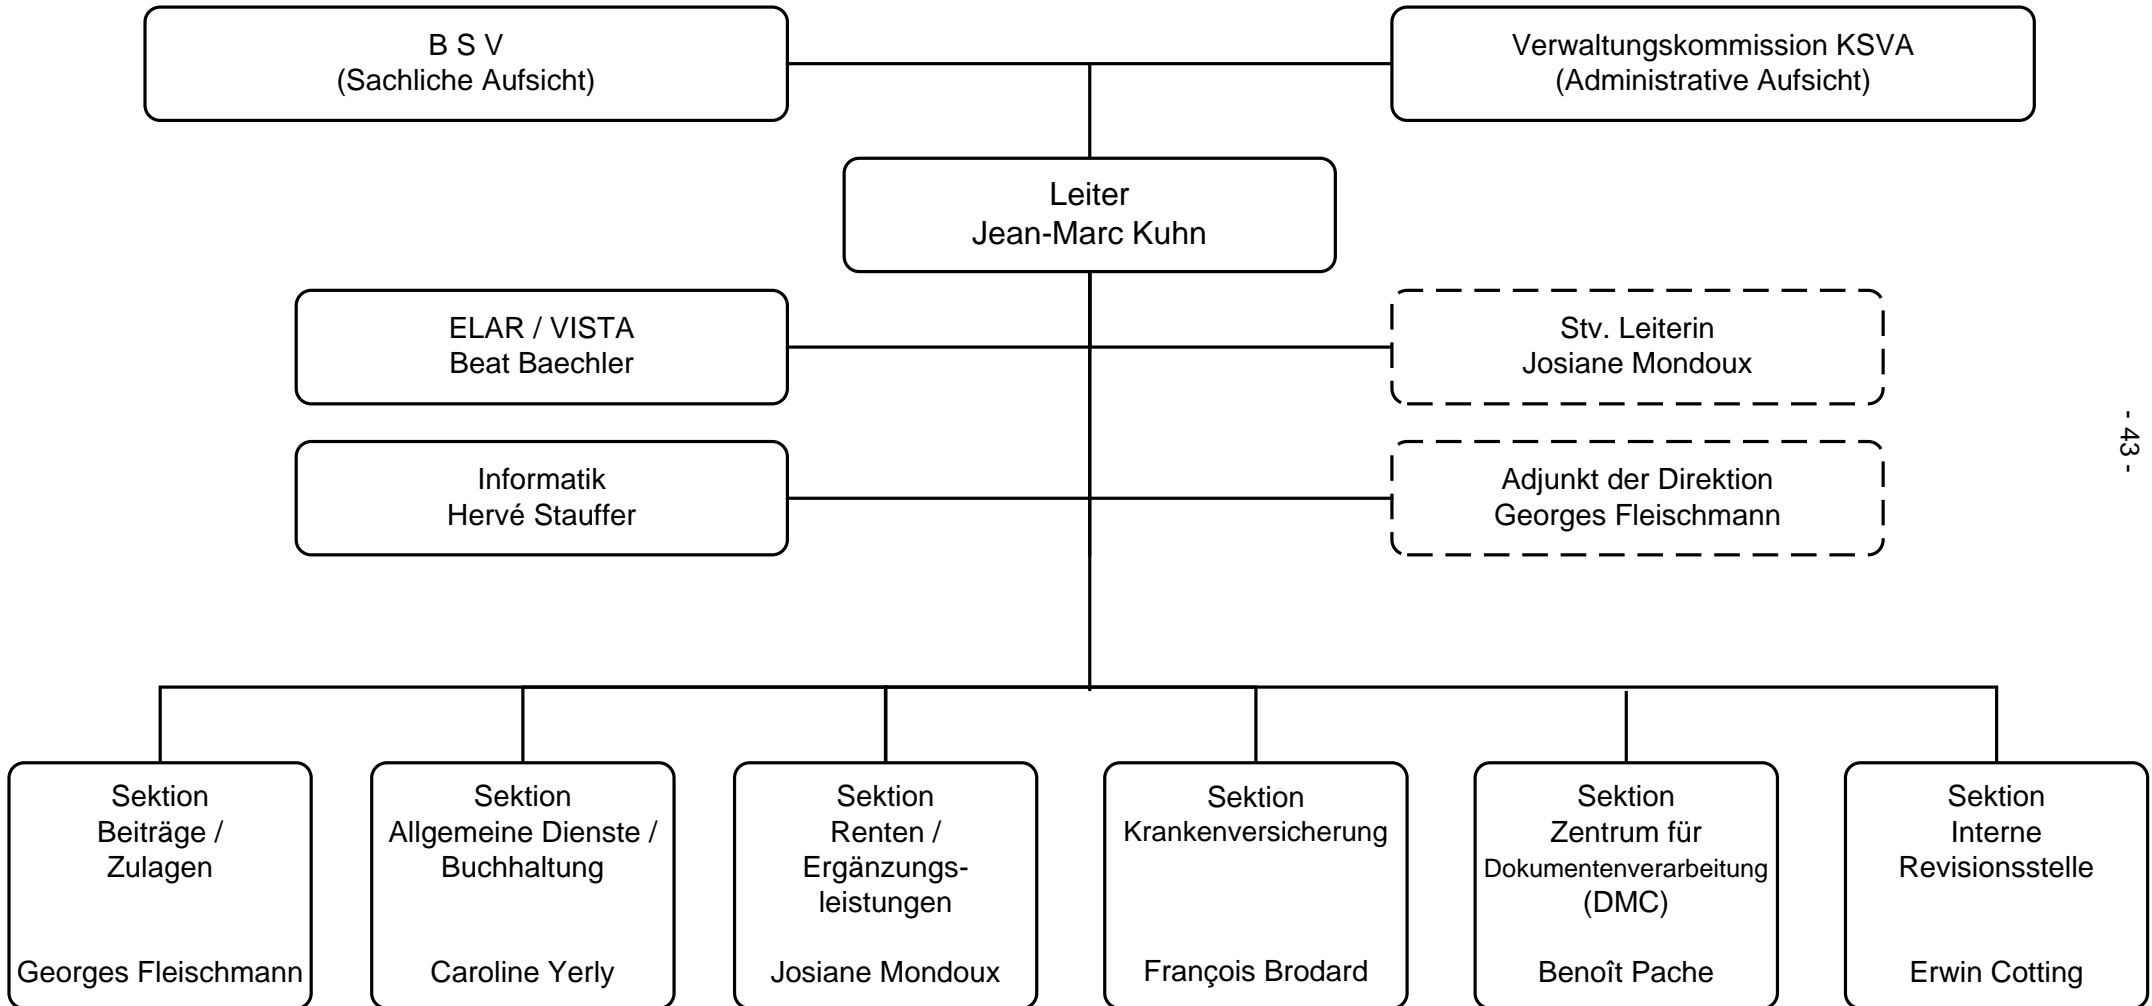 B S V
(Sachliche Aufsicht)
Verwaltungskommission KSVA
(Administrative Aufsicht)
Leiter
Jean-Marc Kuhn
ELAR / VISTA
Beat Baechler
Stv. Leiterin
Josiane Mondoux
Informatik
Hervé Stauffer
Adjunkt der Direktion
Georges Fleischmann
- 43 -
Sektion
Beiträge /
Zulagen
Georges Fleischmann
Sektion
Allgemeine Dienste /
Buchhaltung
Caroline Yerly
Sektion
Renten /
Ergänzungs-
leistungen
Josiane Mondoux
Sektion
Krankenversicherung
François Brodard
Sektion
Zentrum für
Dokumentenverarbeitung
(DMC)
Benoît Pache
Sektion
Interne
Revisionsstelle
Erwin Cotting